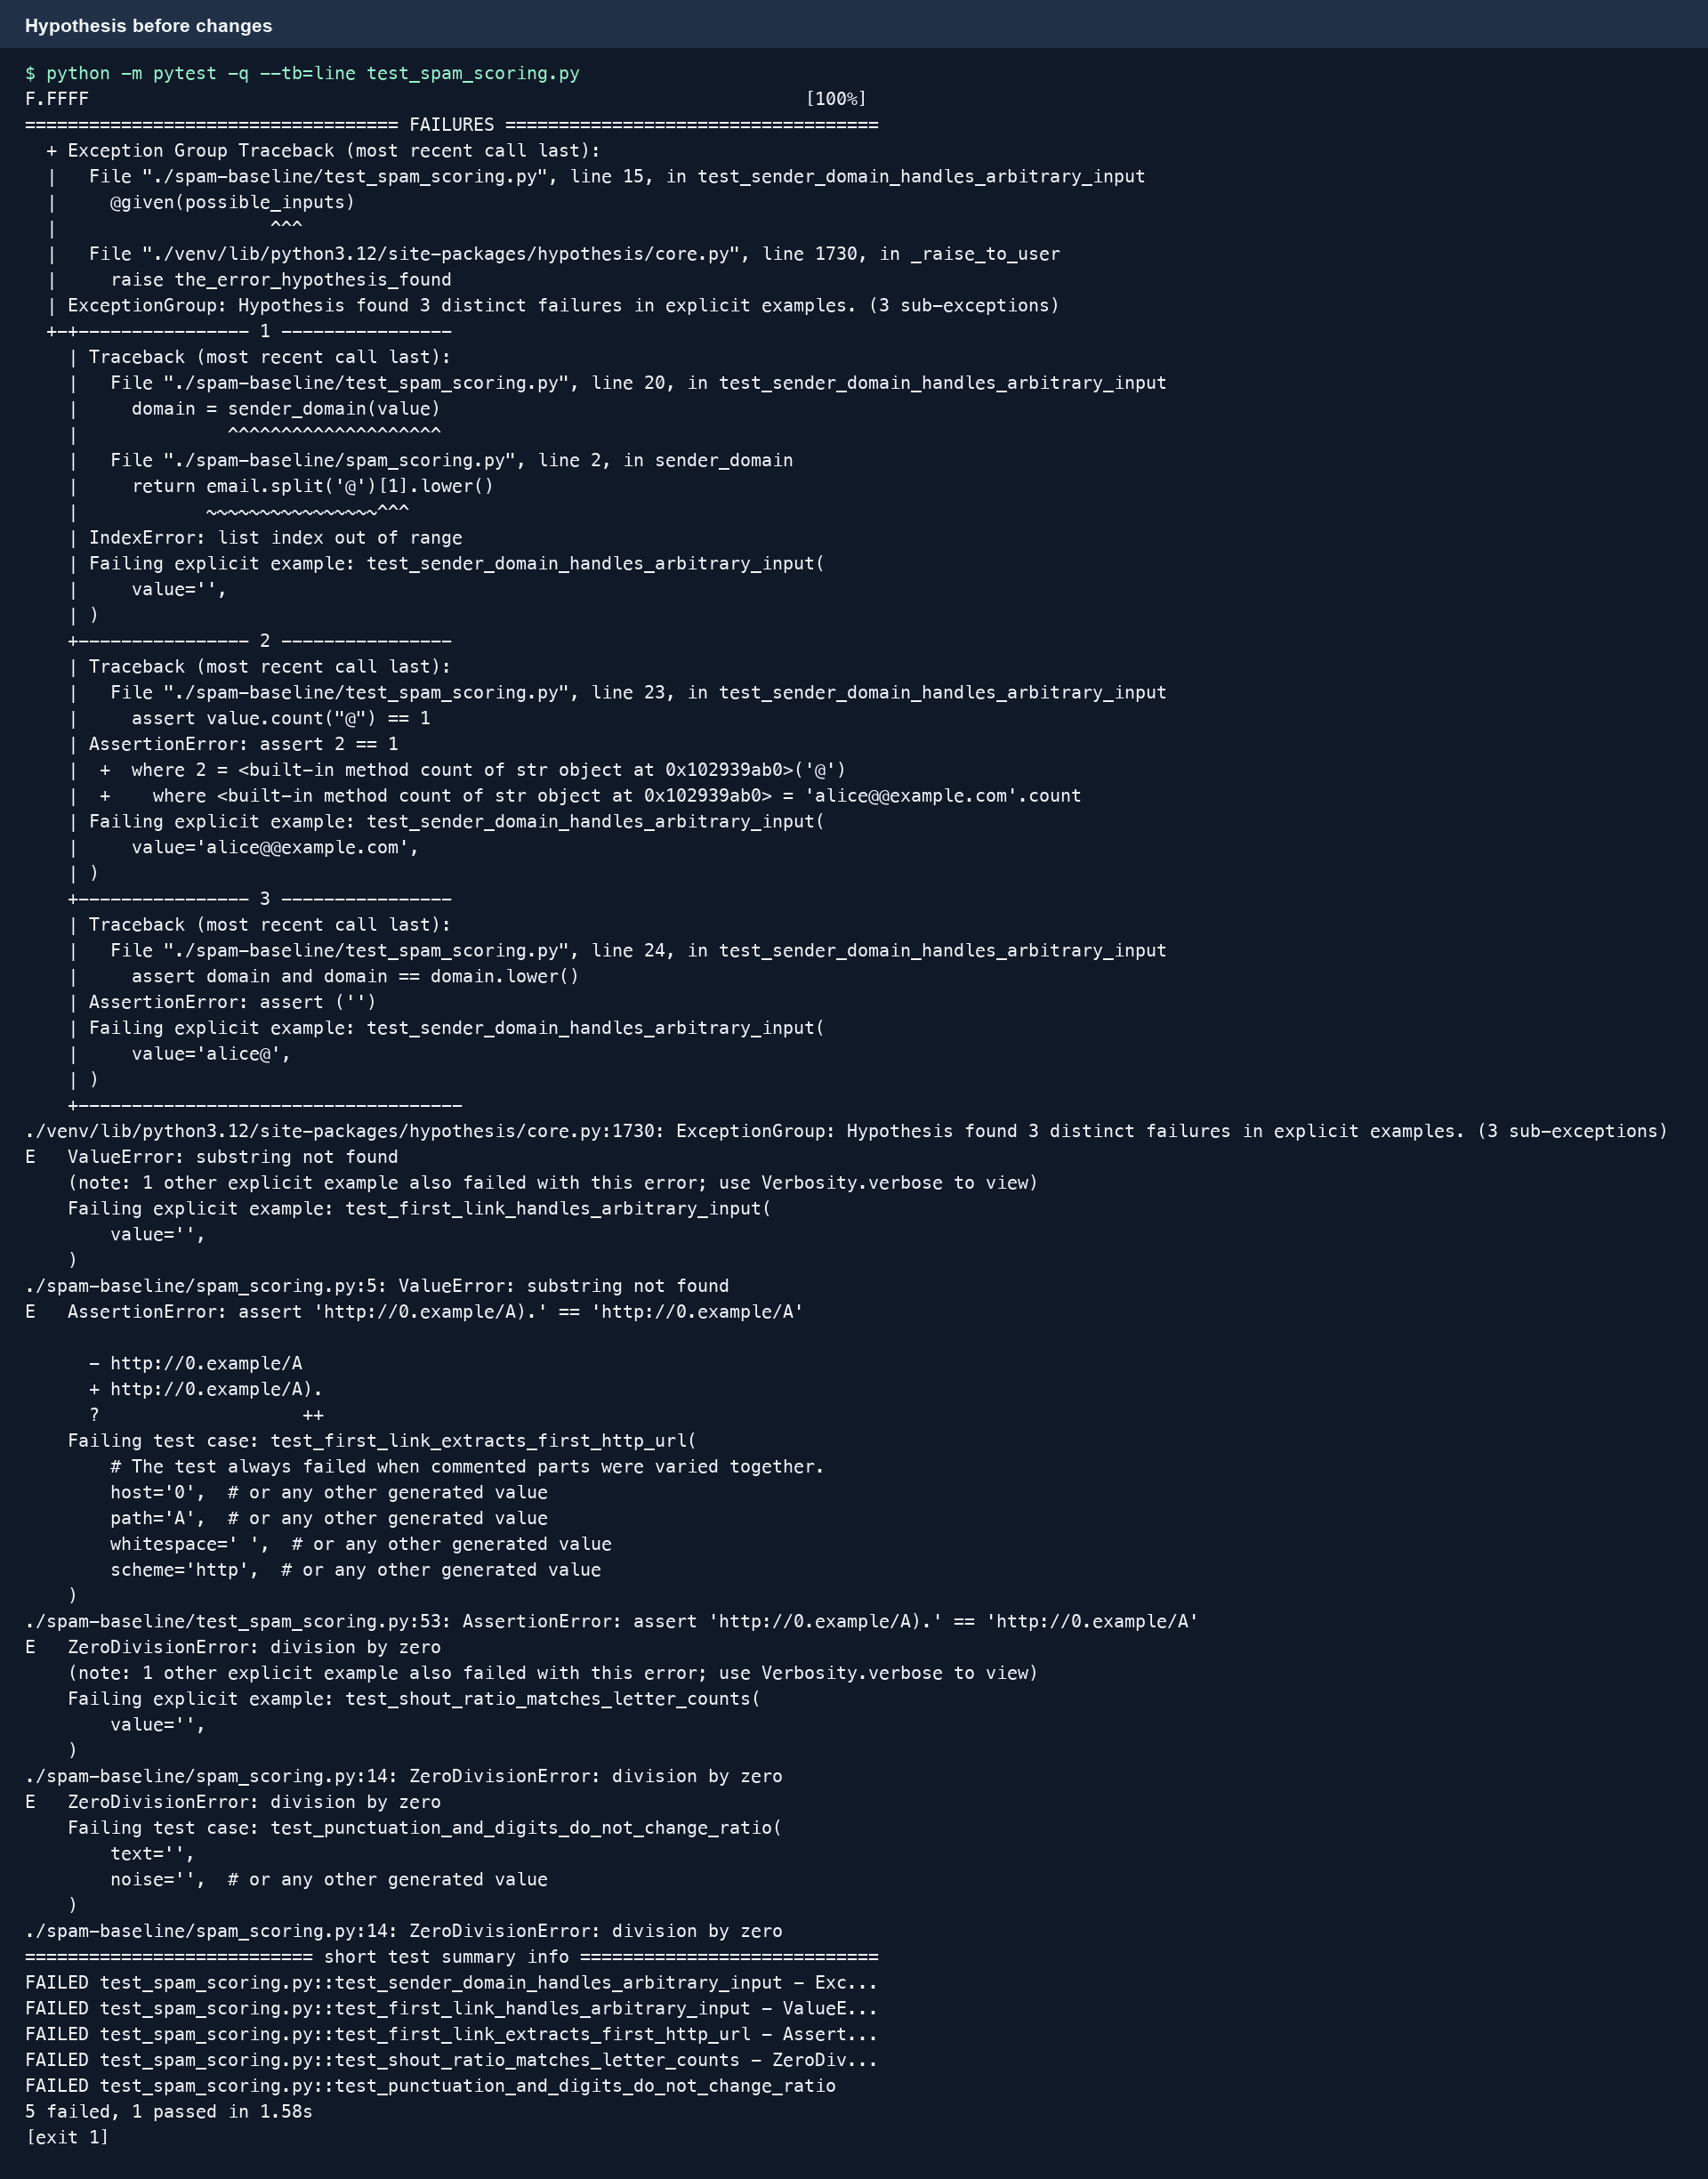 Hypothesis before changes
$ python -m pytest -q --tb=line test_spam_scoring.py
F.FFFF                                                                   [100%]
=================================== FAILURES ===================================
  + Exception Group Traceback (most recent call last):
  |   File "./spam-baseline/test_spam_scoring.py", line 15, in test_sender_domain_handles_arbitrary_input
  |     @given(possible_inputs)
  |                    ^^^
  |   File "./venv/lib/python3.12/site-packages/hypothesis/core.py", line 1730, in _raise_to_user
  |     raise the_error_hypothesis_found
  | ExceptionGroup: Hypothesis found 3 distinct failures in explicit examples. (3 sub-exceptions)
  +-+---------------- 1 ----------------
    | Traceback (most recent call last):
    |   File "./spam-baseline/test_spam_scoring.py", line 20, in test_sender_domain_handles_arbitrary_input
    |     domain = sender_domain(value)
    |              ^^^^^^^^^^^^^^^^^^^^
    |   File "./spam-baseline/spam_scoring.py", line 2, in sender_domain
    |     return email.split('@')[1].lower()
    |            ~~~~~~~~~~~~~~~~^^^
    | IndexError: list index out of range
    | Failing explicit example: test_sender_domain_handles_arbitrary_input(
    |     value='',
    | )
    +---------------- 2 ----------------
    | Traceback (most recent call last):
    |   File "./spam-baseline/test_spam_scoring.py", line 23, in test_sender_domain_handles_arbitrary_input
    |     assert value.count("@") == 1
    | AssertionError: assert 2 == 1
    |  +  where 2 = <built-in method count of str object at 0x102939ab0>('@')
    |  +    where <built-in method count of str object at 0x102939ab0> = 'alice@@example.com'.count
    | Failing explicit example: test_sender_domain_handles_arbitrary_input(
    |     value='alice@@example.com',
    | )
    +---------------- 3 ----------------
    | Traceback (most recent call last):
    |   File "./spam-baseline/test_spam_scoring.py", line 24, in test_sender_domain_handles_arbitrary_input
    |     assert domain and domain == domain.lower()
    | AssertionError: assert ('')
    | Failing explicit example: test_sender_domain_handles_arbitrary_input(
    |     value='alice@',
    | )
    +------------------------------------
./venv/lib/python3.12/site-packages/hypothesis/core.py:1730: ExceptionGroup: Hypothesis found 3 distinct failures in explicit examples. (3 sub-exceptions)
E   ValueError: substring not found
    (note: 1 other explicit example also failed with this error; use Verbosity.verbose to view)
    Failing explicit example: test_first_link_handles_arbitrary_input(
        value='',
    )
./spam-baseline/spam_scoring.py:5: ValueError: substring not found
E   AssertionError: assert 'http://0.example/A).' == 'http://0.example/A'

      - http://0.example/A
      + http://0.example/A).
      ?                   ++
    Failing test case: test_first_link_extracts_first_http_url(
        # The test always failed when commented parts were varied together.
        host='0',  # or any other generated value
        path='A',  # or any other generated value
        whitespace=' ',  # or any other generated value
        scheme='http',  # or any other generated value
    )
./spam-baseline/test_spam_scoring.py:53: AssertionError: assert 'http://0.example/A).' == 'http://0.example/A'
E   ZeroDivisionError: division by zero
    (note: 1 other explicit example also failed with this error; use Verbosity.verbose to view)
    Failing explicit example: test_shout_ratio_matches_letter_counts(
        value='',
    )
./spam-baseline/spam_scoring.py:14: ZeroDivisionError: division by zero
E   ZeroDivisionError: division by zero
    Failing test case: test_punctuation_and_digits_do_not_change_ratio(
        text='',
        noise='',  # or any other generated value
    )
./spam-baseline/spam_scoring.py:14: ZeroDivisionError: division by zero
=========================== short test summary info ============================
FAILED test_spam_scoring.py::test_sender_domain_handles_arbitrary_input - Exc...
FAILED test_spam_scoring.py::test_first_link_handles_arbitrary_input - ValueE...
FAILED test_spam_scoring.py::test_first_link_extracts_first_http_url - Assert...
FAILED test_spam_scoring.py::test_shout_ratio_matches_letter_counts - ZeroDiv...
FAILED test_spam_scoring.py::test_punctuation_and_digits_do_not_change_ratio
5 failed, 1 passed in 1.58s
[exit 1]